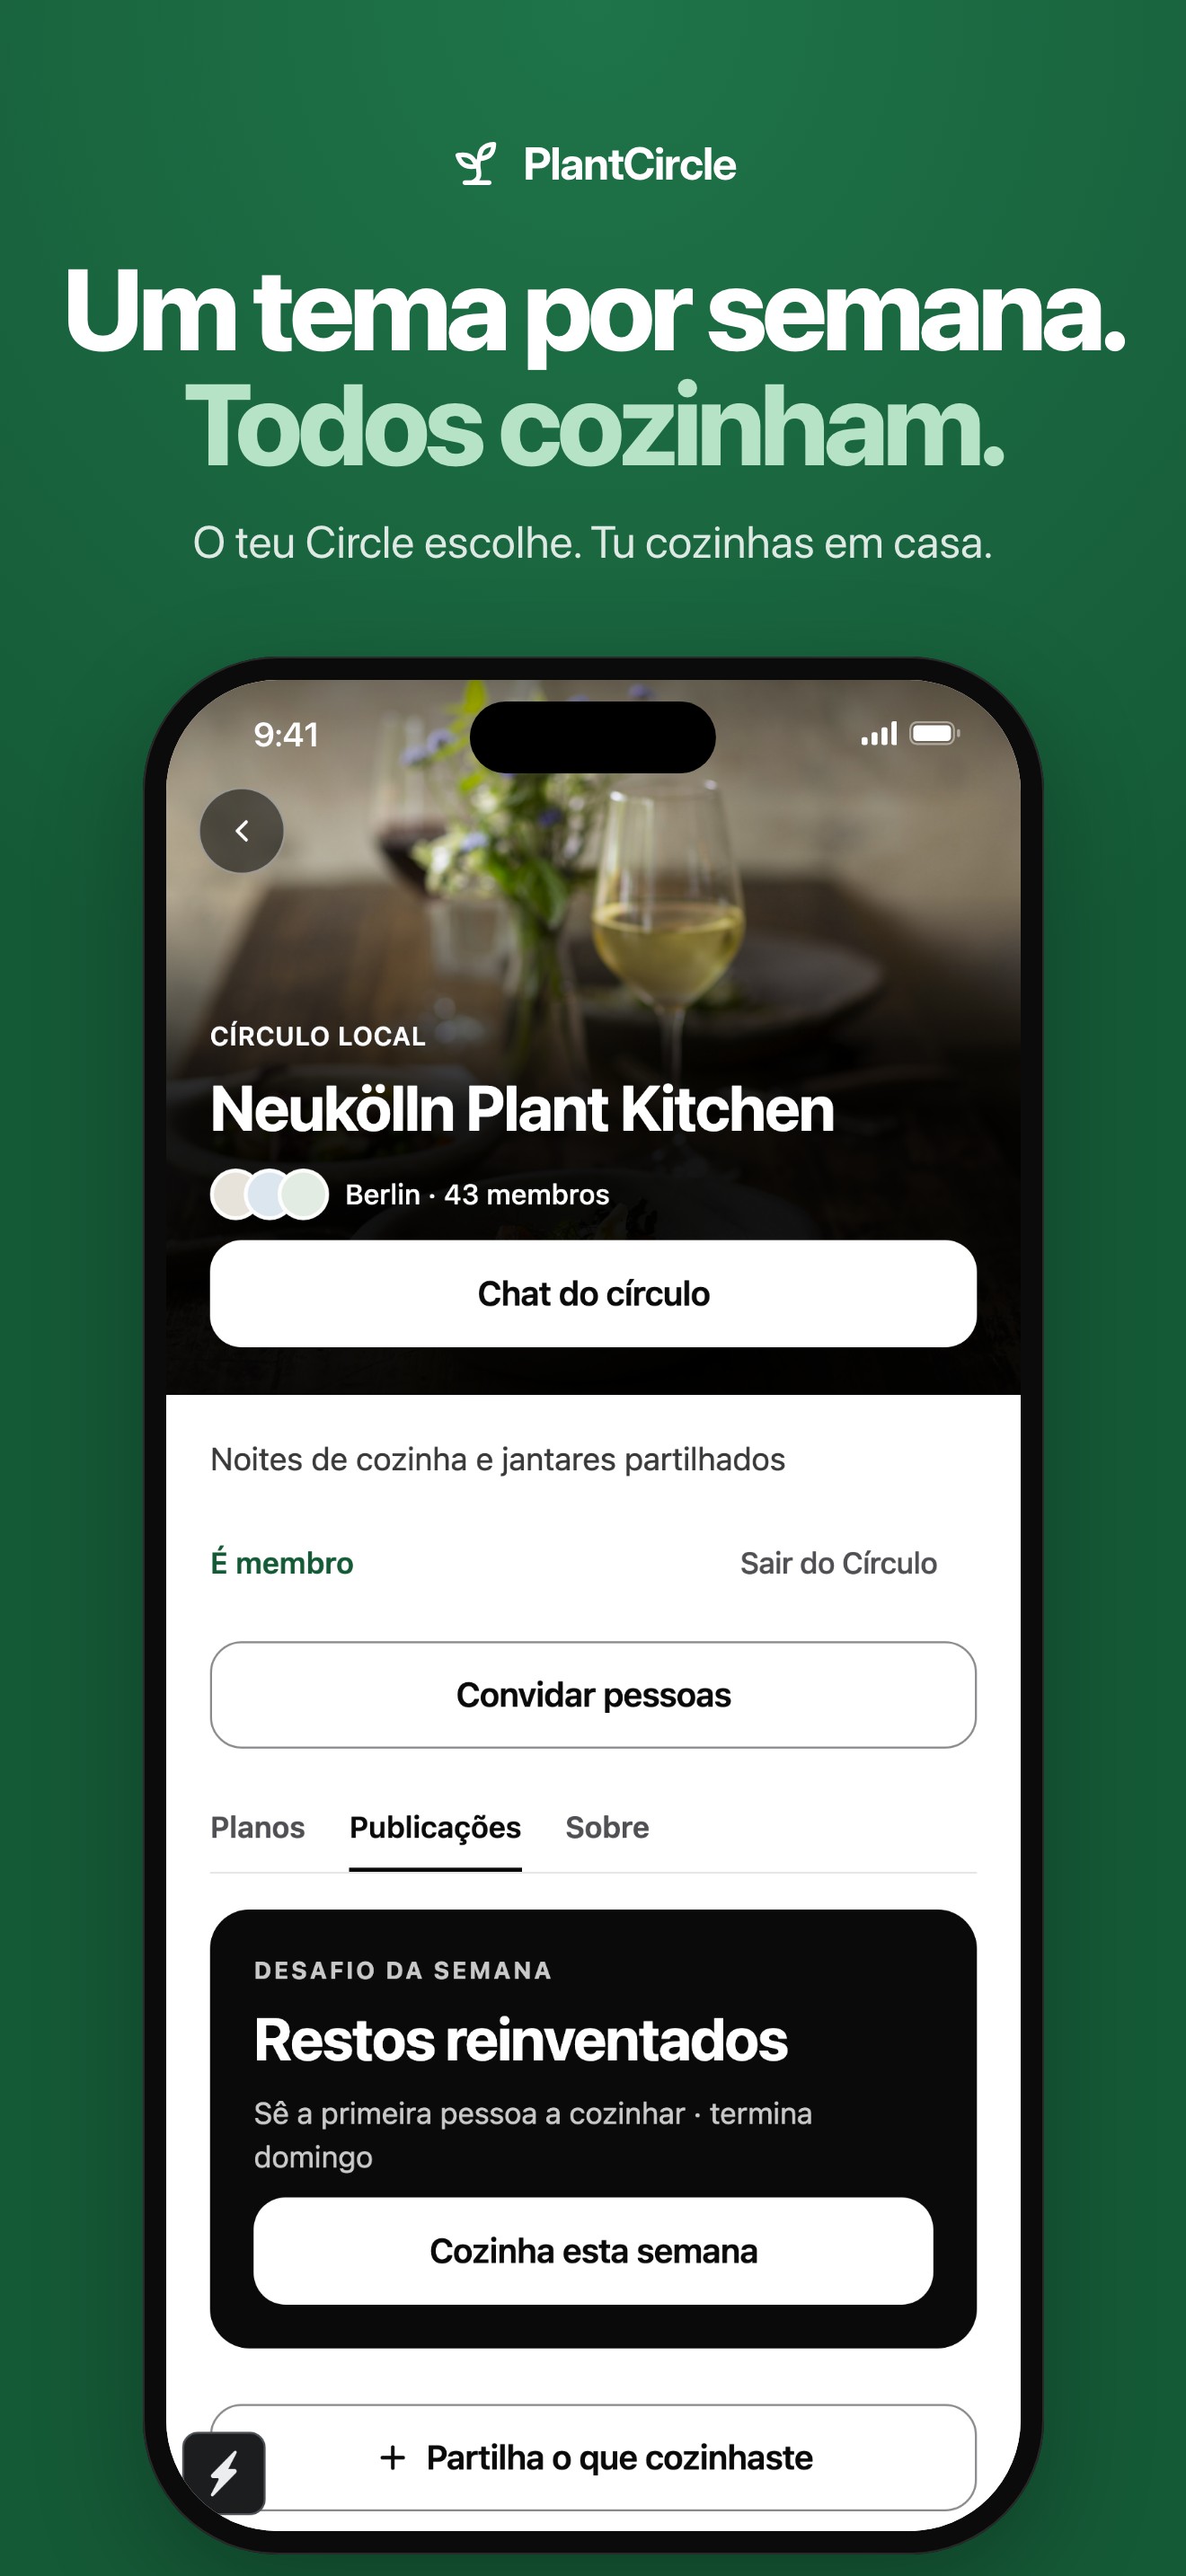 PlantCircle
Um tema por semana.
Todos cozinham.
O teu Circle escolhe. Tu cozinhas em casa.
9:41
CÍRCULO LOCAL
Neukölln Plant Kitchen
Berlin · 43 membros
Chat do círculo
Noites de cozinha e jantares partilhados
É membro
Sair do Círculo
Convidar pessoas
Planos Publicações Sobre
DESAFIO DA SEMANA
Restos reinventados
Sê a primeira pessoa a cozinhar · termina
domingo
Cozinha esta semana
+ Partilha o que cozinhaste